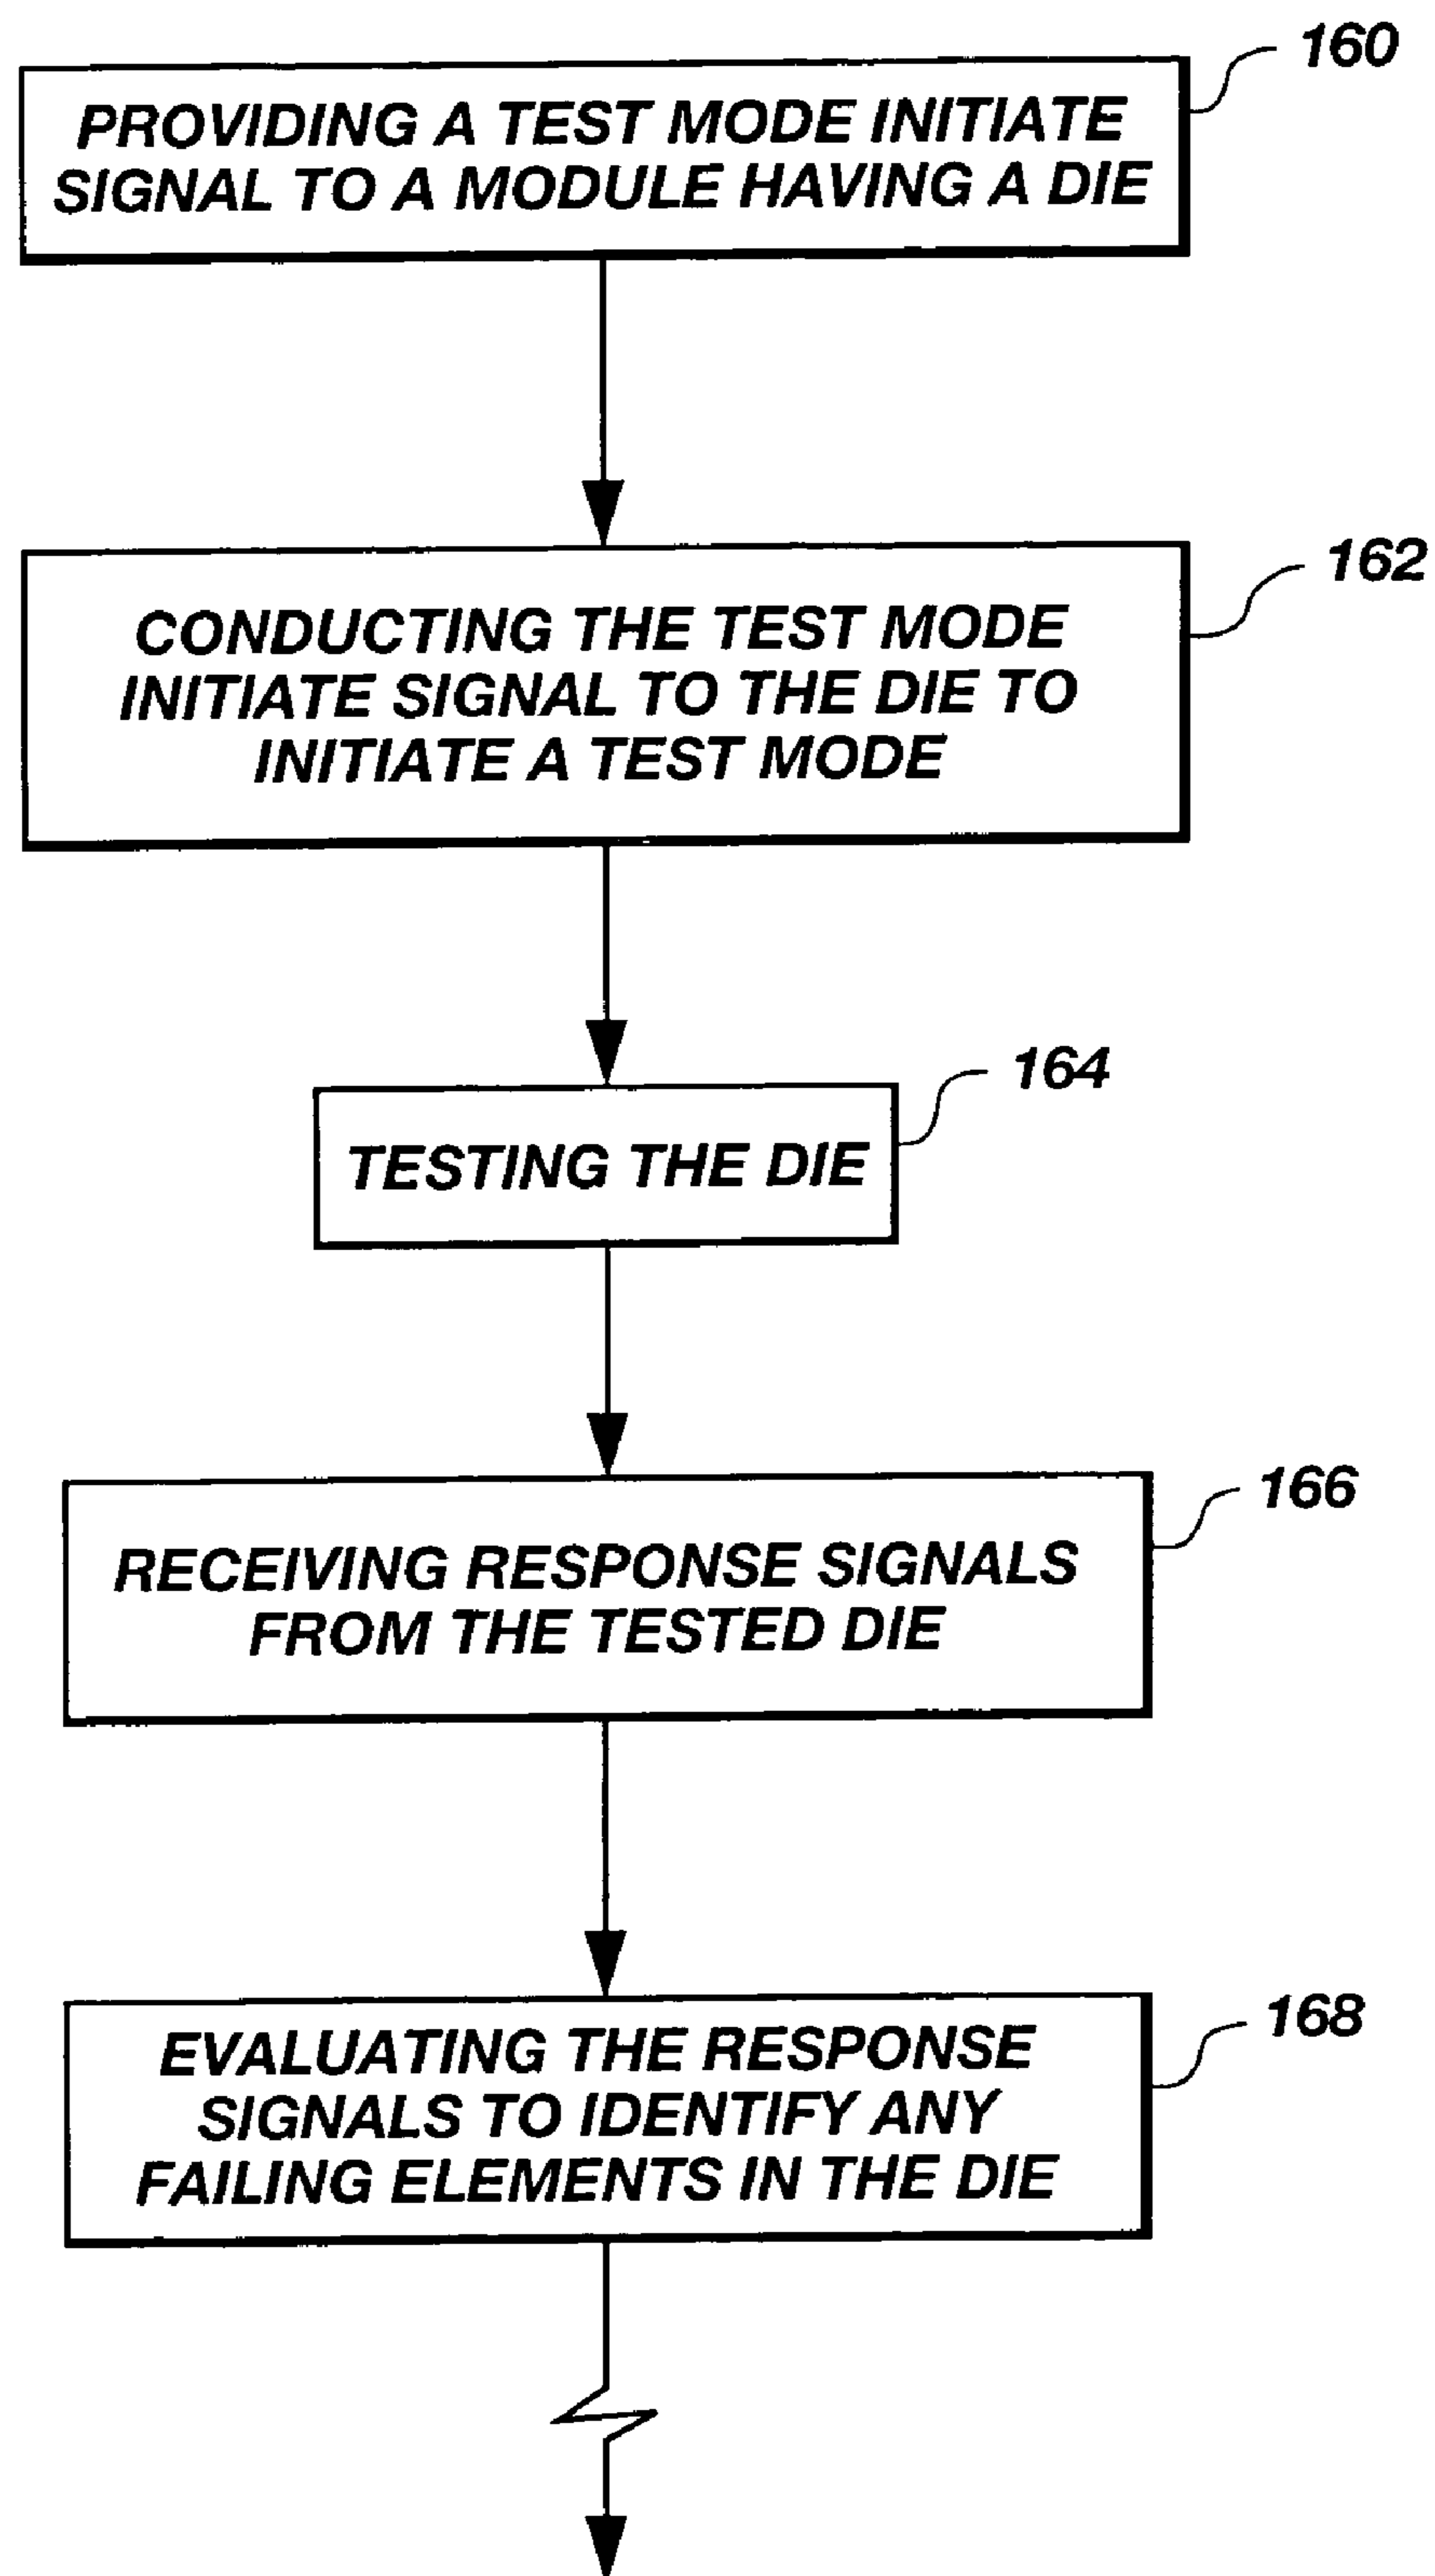 160
PROVIDING A TEST MODE INITIATE
SIGNAL TO A MODULE HAVING A DIE
162
CONDUCTING THE TEST MODE
INITIATE SIGNAL TO THE DIE TO
INITIATE A TEST MODE
164
TESTING THE DIE
166
RECEIVING RESPONSE SIGNALS
FROM THE TESTED DIE
168
EVALUATING THE RESPONSE
SIGNALS TO IDENTIFY ANY
FAILING ELEMENTS IN THE DIE